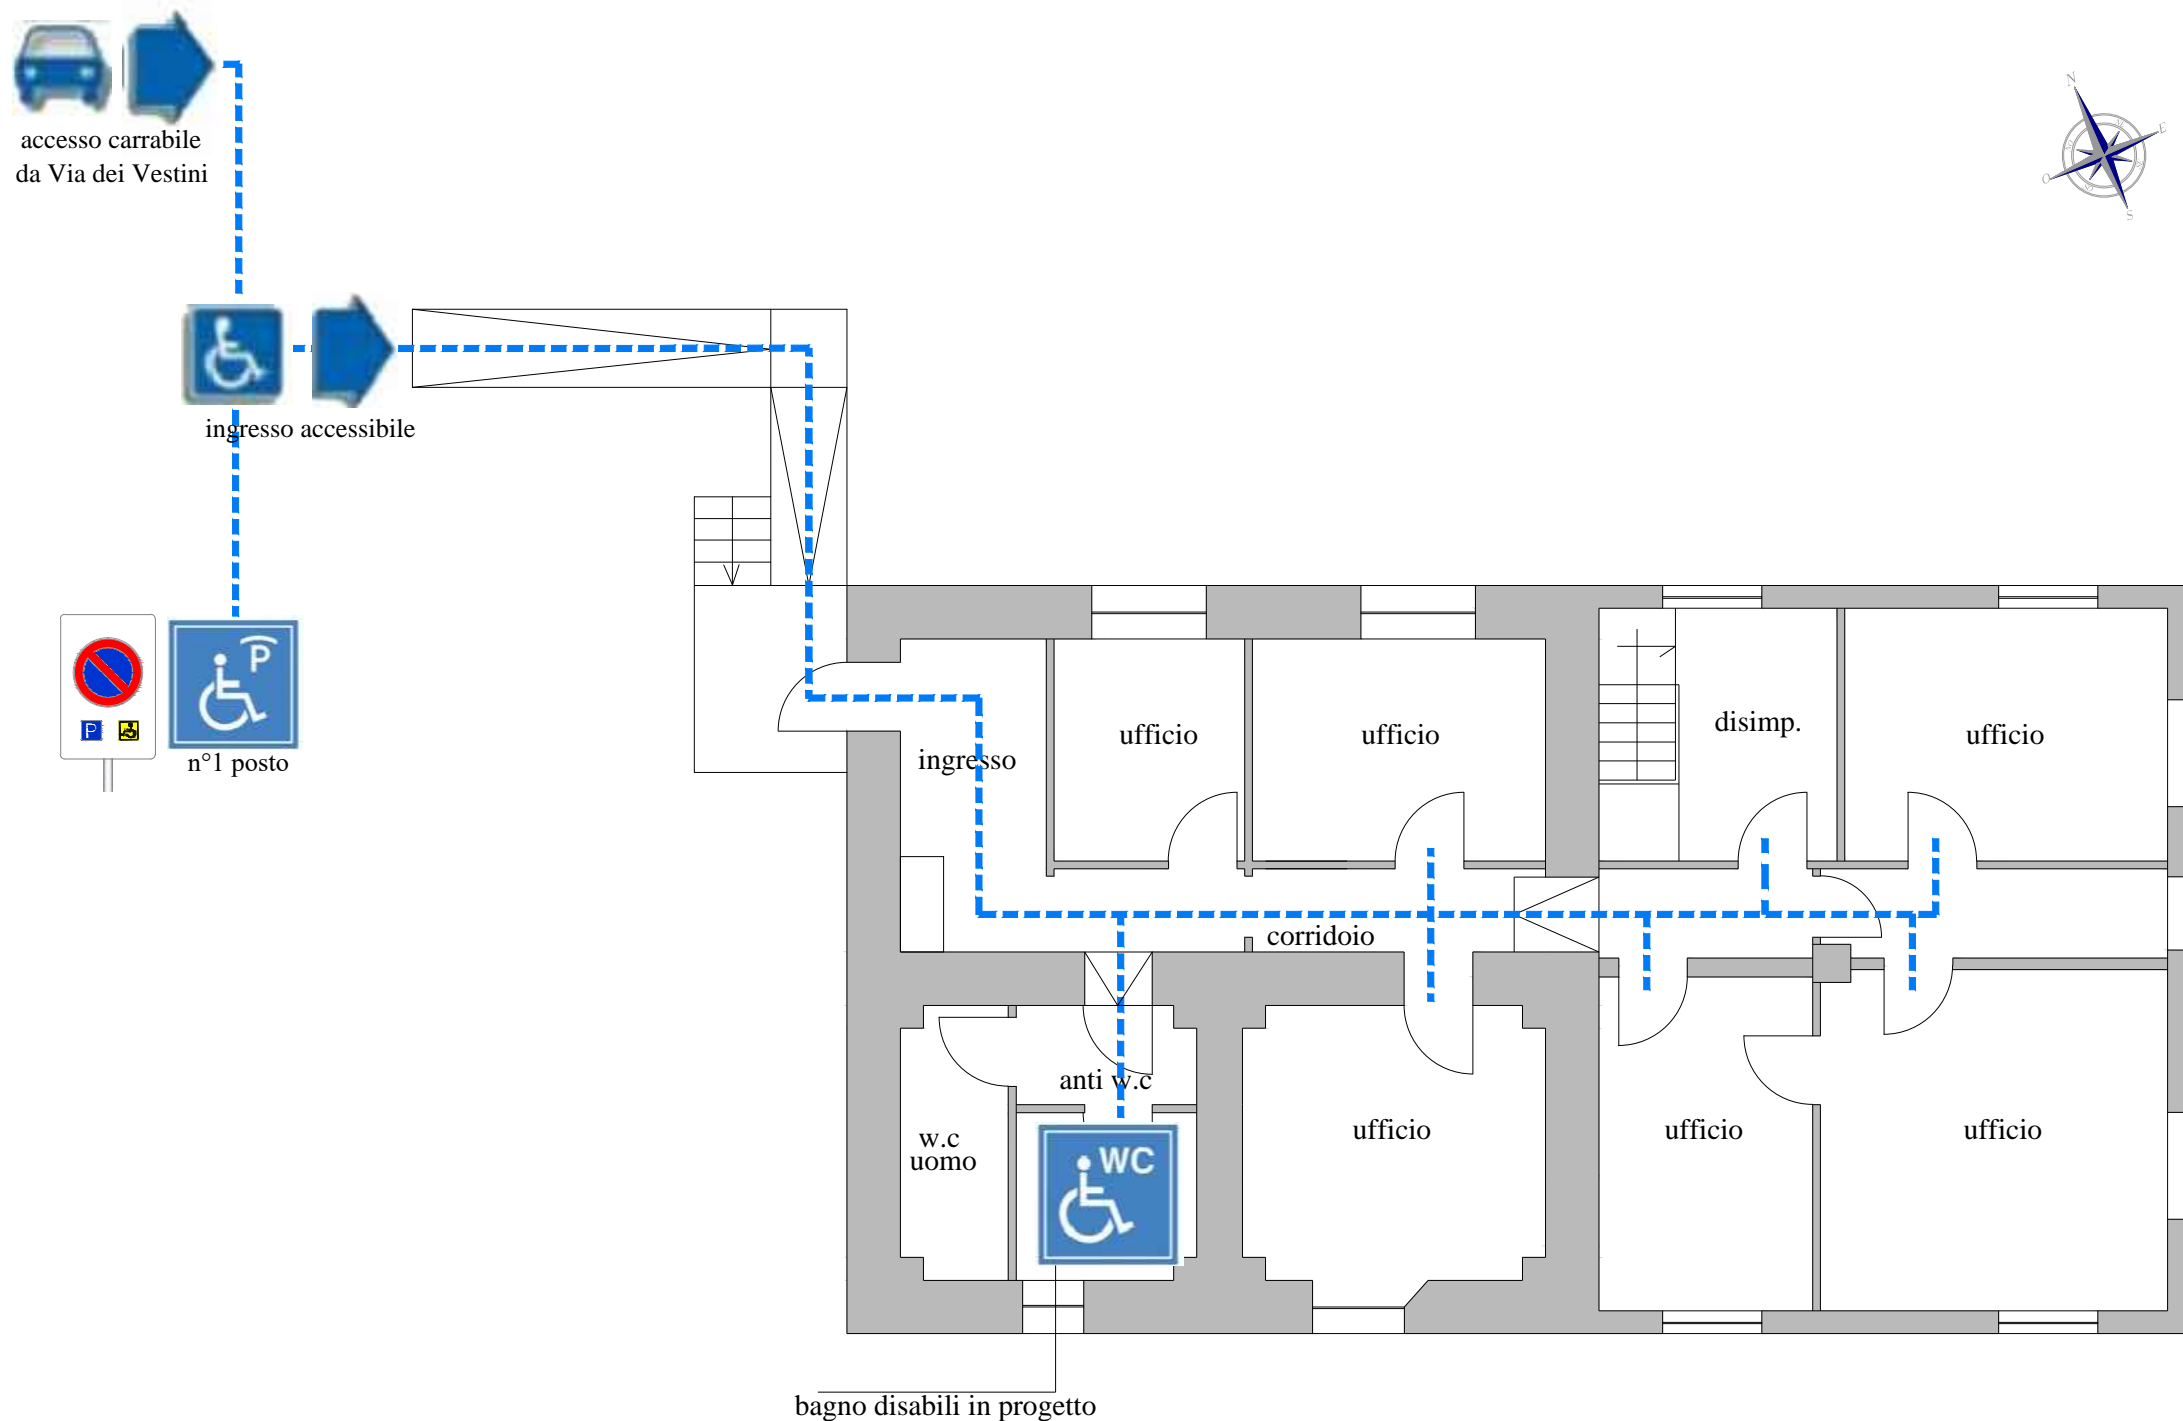 accesso carrabile
da Via dei Vestini
N
E
O
S
ingresso accessibile
P
P
n°1 posto
ingresso
ufficio
ufficio
disimp.
ufficio
corridoio
anti w.c
w.c
uomo
WC
ufficio
ufficio
ufficio
bagno disabili in progetto